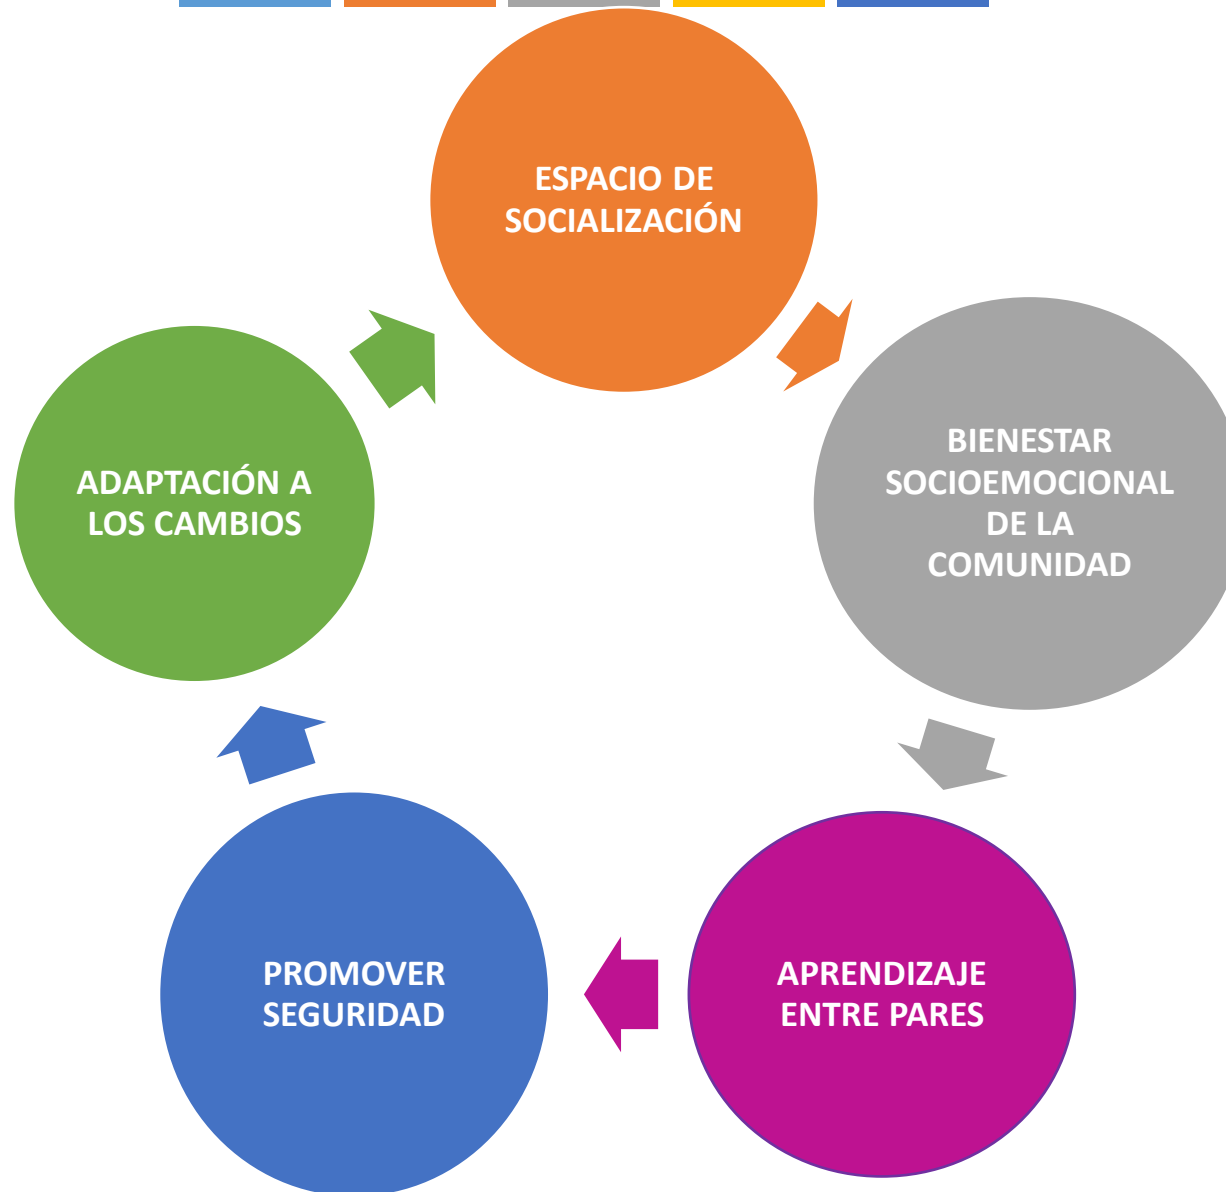 ESPACIO DE
SOCIALIZACIÓN
BIENESTAR
SOCIOEMOCIONAL
DE LA
COMUNIDAD
APRENDIZAJE
ENTRE PARES
PROMOVER
SEGURIDAD
ADAPTACIÓN A
LOS CAMBIOS